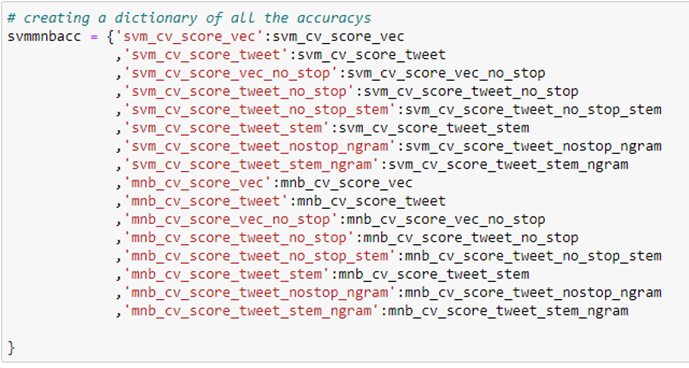 # creating a dictionary of all the accuracys
svmmnbacc = {'svm_cv_score_vec':svm_cv_score_vec
,'svm_cv_score_tweet':svm_cv_score_tweet
,'svm_cv_score_vec_no_stop':svm_cv_score_vec_no_stop
,'svm_cv_score_tweet_no_stop':svm_cv_score_tweet_no_stop
,'svm_cv_score_tweet_no_stop_stem':svm_cv_score_tweet_no_stop_stem
,'svm_cv_score_tweet_stem':svm_cv_score_tweet_stem
,'svm_cv_score_tweet_nostop_ngram':svm_cv_score_tweet_nostop_ngram
,'svm_cv_score_tweet_stem_ngram':svm_cv_score_tweet_stem_ngram
,'mnb_cv_score_vec':mnb_cv_score_vec
,'mnb_cv_score_tweet':mnb_cv_score_tweet
,'mnb_cv_score_vec_no_stop':mnb_cv_score_vec_no_stop
,'mnb_cv_score_tweet_no_stop':mnb_cv_score_tweet_no_stop
,'mnb_cv_score_tweet_no_stop_stem':mnb_cv_score_tweet_no_stop_stem
,'mnb_cv_score_tweet_stem':mnb_cv_score_tweet_stem
,'mnb_cv_score_tweet_nostop_ngram':mnb_cv_score_tweet_nostop_ngram
,'mnb_cv_score_tweet_stem_ngram':mnb_cv_score_tweet_stem_ngram
}